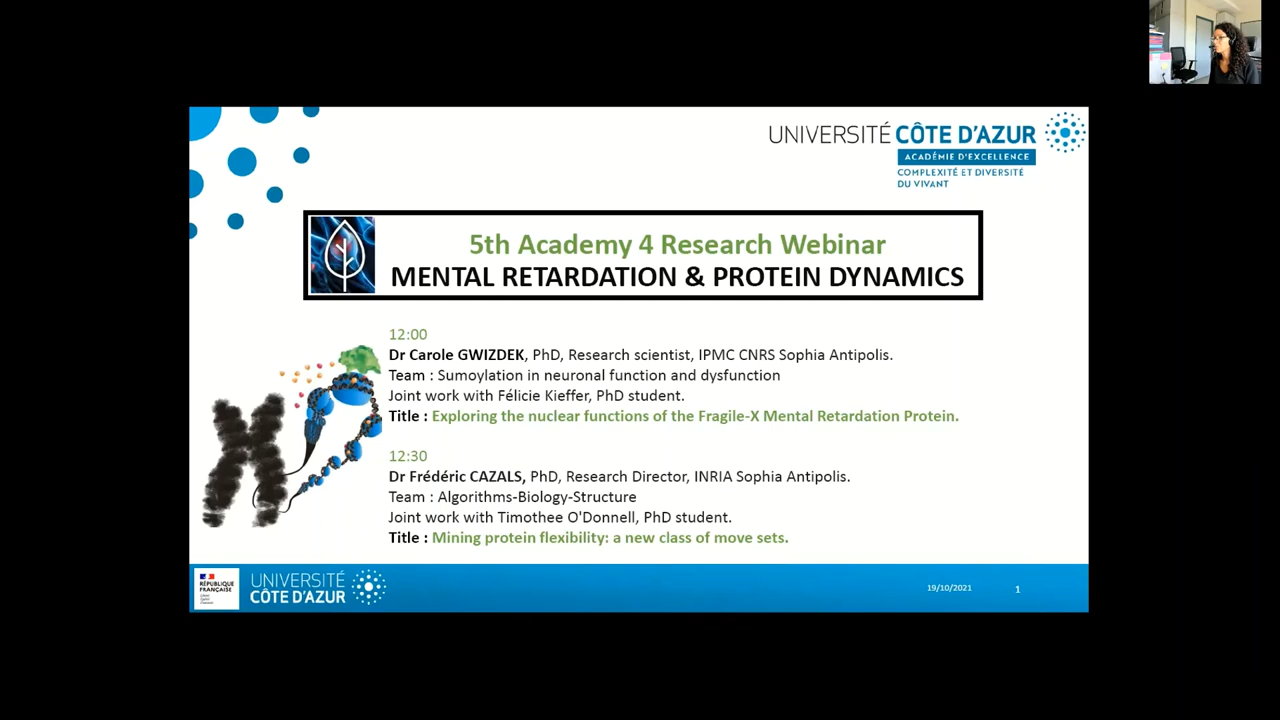 UNIVERSITÉ CÔTE D'AZUR
ACADÉMIE D'EXCELLENCE
COMPLEXITÉ ET DIVERSITÉ
DU VIVANT
5th Academy 4 Research Webinar
MENTAL RETARDATION & PROTEIN DYNAMICS
12:00
Dr Carole GWIZDEK, PhD, Research scientist, IPMC CNRS Sophia Antipolis.
Team : Sumoylation in neuronal function and dysfunction
Joint work with Félicie Kieffer, PhD student.
Title : Exploring the nuclear functions of the Fragile-X Mental Retardation Protein.
12:30
Dr Frédéric CAZALS, PhD, Research Director, INRIA Sophia Antipolis.
Team : Algorithms-Biology-Structure
Joint work with Timothee O'Donnell, PhD student.
Title : Mining protein flexibility: a new class of move sets.
RÉPUBLIQUE
FRANÇAISE
UNIVERSITÉ
CÔTE D'AZUR
19/10/2021
1